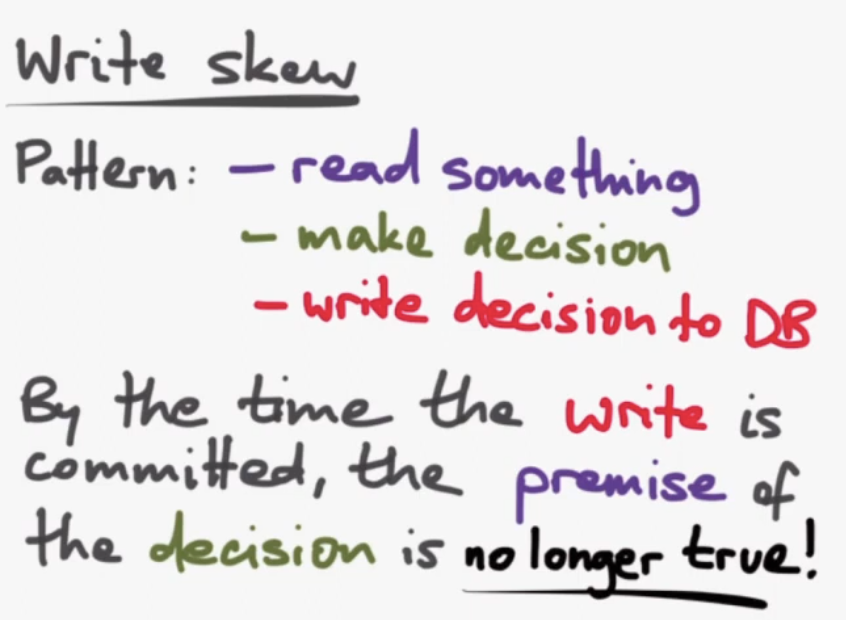 Write skew
Pattern: - read something
- make decision
- write decision to DB
By the time the write is
committed, the premise of
the decision is no longer true!